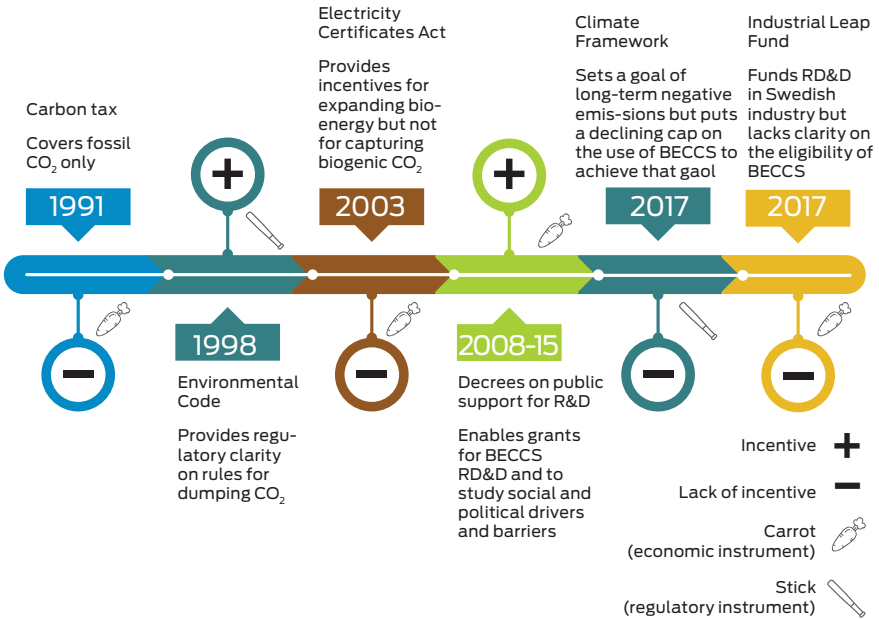 Carbon tax
Covers fossil
CO₂ only
1991
+
−
1998
Environmental
Code
Provides regu-
latory clarity
on rules for
dumping CO₂
Electricity
Certificates Act
Provides
incentives for
expanding bio-
energy but not
for capturing
biogenic CO₂
2003
−
+
2008-15
Decrees on public
support for R&D
Enables grants
for BECCS
RD&D and to
study social and
political drivers
and barriers
Climate
Framework
Sets a goal of
long-term negative
emis-sions but puts
a declining cap on
the use of BECCS to
achieve that gaol
2017
−
Industrial Leap
Fund
Funds RD&D
in Swedish
industry but
lacks clarity on
the eligibility of
BECCS
2017
−
Incentive +
Lack of incentive −
Carrot
(economic instrument)
Stick
(regulatory instrument)